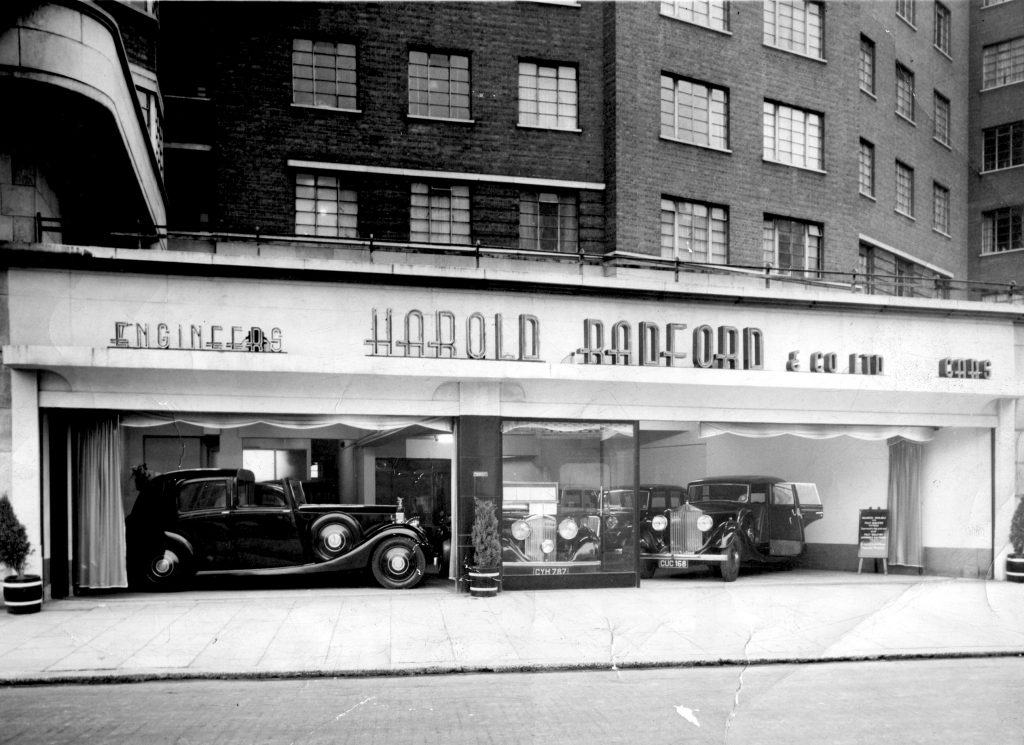 ENGINEERS HAROLD RADFORD & CO LTD CARS
CYH 787
CUC 168